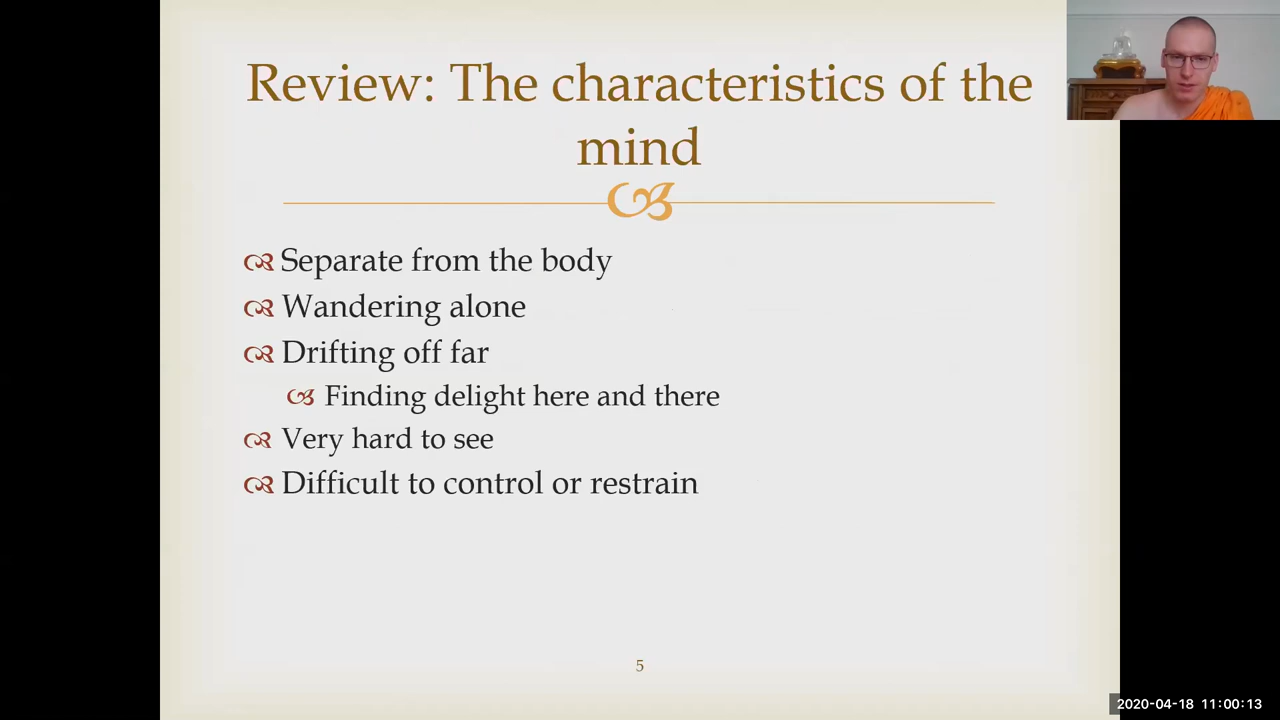 Review: The characteristics of the
mind
Separate from the body
Wandering alone
Drifting off far
Finding delight here and there
Very hard to see
Difficult to control or restrain
5
2020-04-18 11:00:13